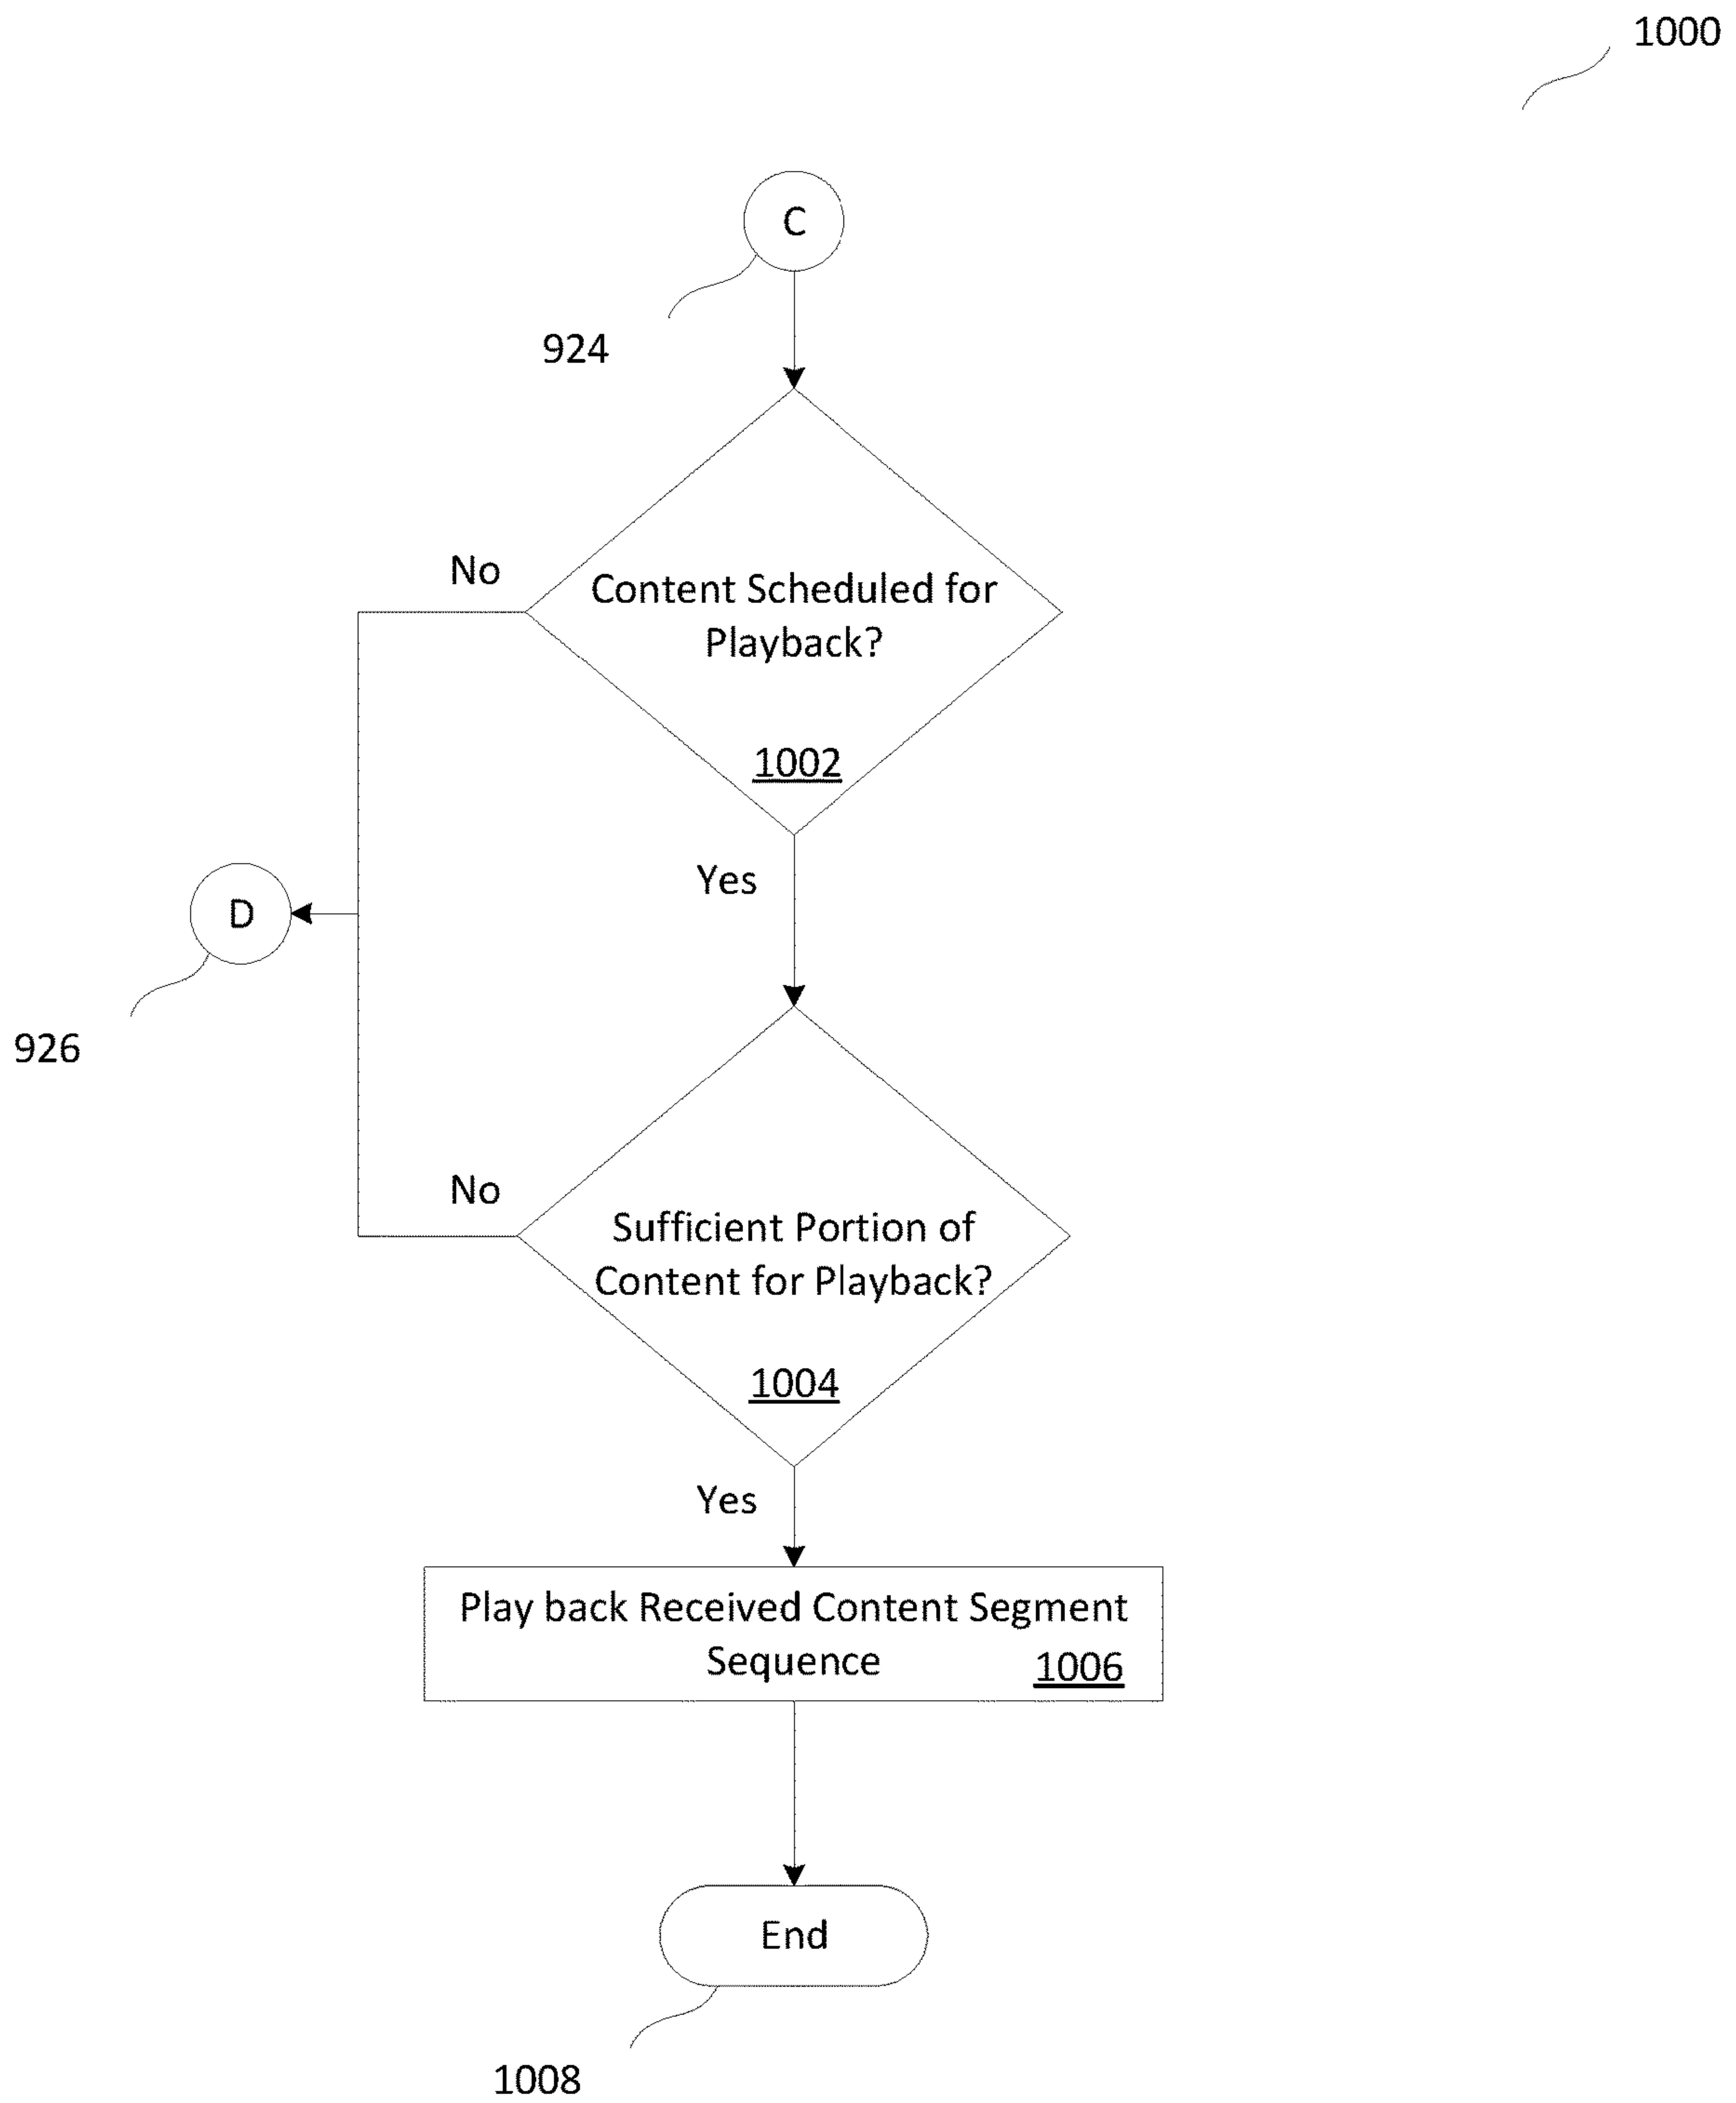 1000
C
924
No
Content Scheduled for
Playback?
1002
Yes
D
926
No
Sufficient Portion of
Content for Playback?
1004
Yes
Play back Received Content Segment
Sequence
1006
End
1008